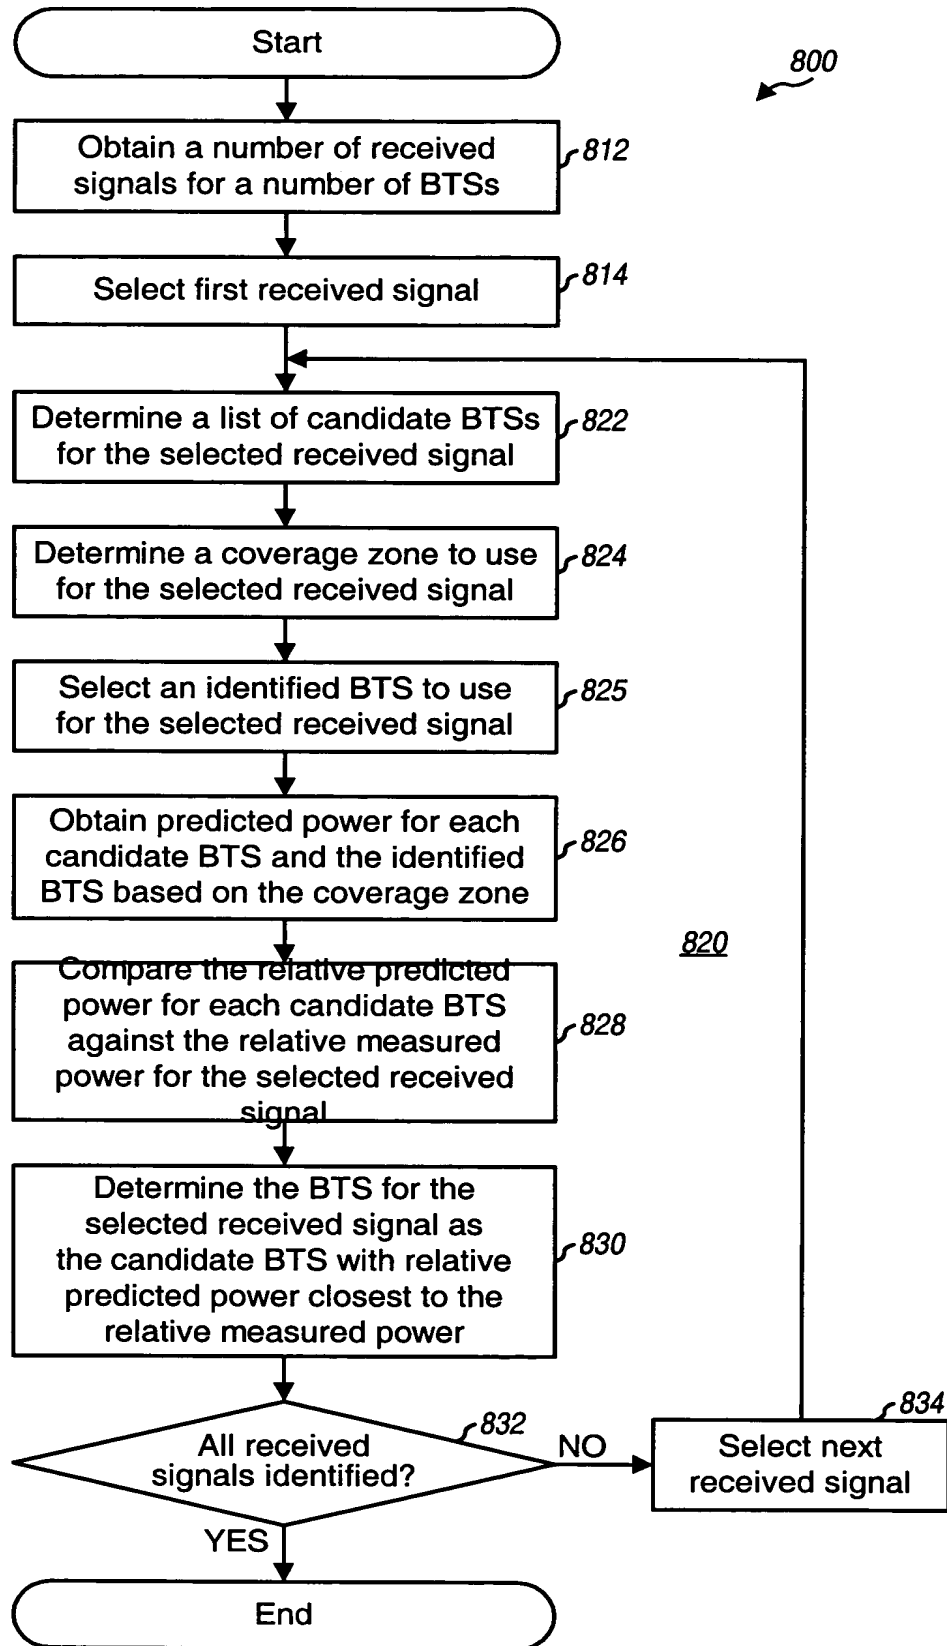 Start
800
Obtain a number of received
signals for a number of BTSs
812
Select first received signal
814
Determine a list of candidate BTSs
for the selected received signal
822
Determine a coverage zone to use
for the selected received signal
824
Select an identified BTS to use
for the selected received signal
825
Obtain predicted power for each
candidate BTS and the identified
BTS based on the coverage zone
826
820
Compare the relative predicted
power for each candidate BTS
against the relative measured
power for the selected received
signal
828
Determine the BTS for the
selected received signal as
the candidate BTS with relative
predicted power closest to the
relative measured power
830
All received
signals identified?
832
NO
Select next
received signal
834
YES
End